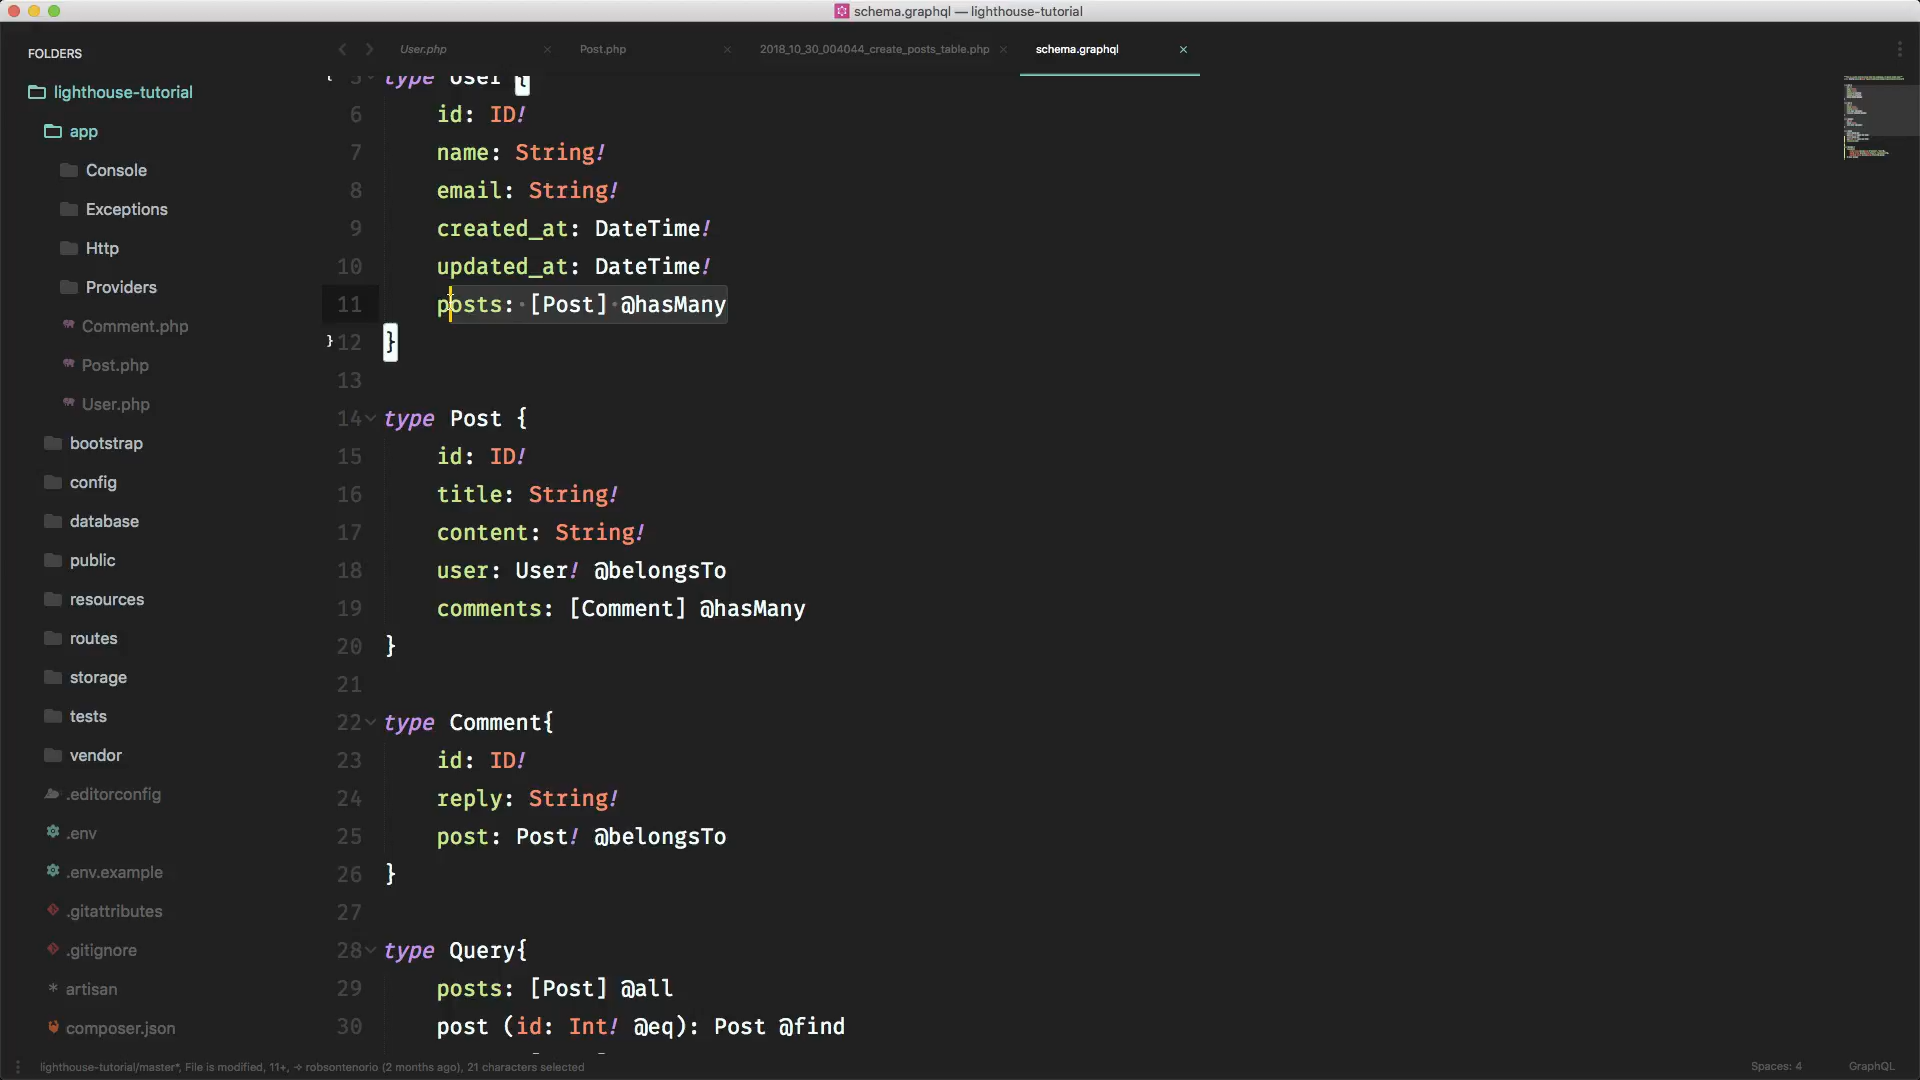 schema.graphql — lighthouse-tutorial
FOLDERS
lighthouse-tutorial
app
Console
Exceptions
Http
Providers
Comment.php
Post.php
User.php
bootstrap
config
database
public
resources
routes
storage
tests
vendor
.editorconfig
.env
.env.example
.gitattributes
.gitignore
artisan
composer.json
User.php
Post.php
2018_10_30_004044_create_posts_table.php
schema.graphql
5 type User {
6 id: ID!
7 name: String!
8 email: String!
9 created_at: DateTime!
10 updated_at: DateTime!
11 posts: [Post] @hasMany
12 }
13
14 type Post {
15 id: ID!
16 title: String!
17 content: String!
18 user: User! @belongsTo
19 comments: [Comment] @hasMany
20 }
21
22 type Comment{
23 id: ID!
24 reply: String!
25 post: Post! @belongsTo
26 }
27
28 type Query{
29 posts: [Post] @all
30 post (id: Int! @eq): Post @find
lighthouse-tutorial/master*, File is modified, 11+, → robsontenorio (2 months ago), 21 characters selected
Spaces: 4
GraphQL